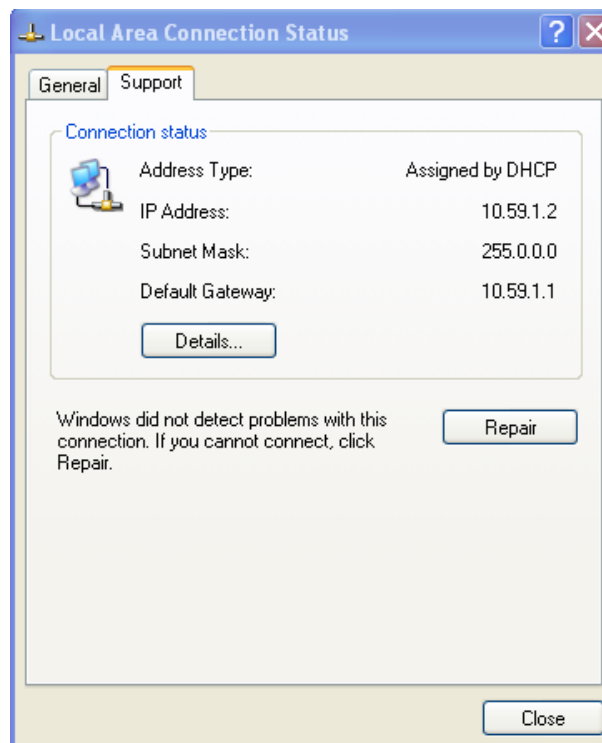 Local Area Connection Status
General Support
Connection status
Address Type: Assigned by DHCP
IP Address: 10.59.1.2
Subnet Mask: 255.0.0.0
Default Gateway: 10.59.1.1
Details...
Windows did not detect problems with this
connection. If you cannot connect, click
Repair.
Repair
Close